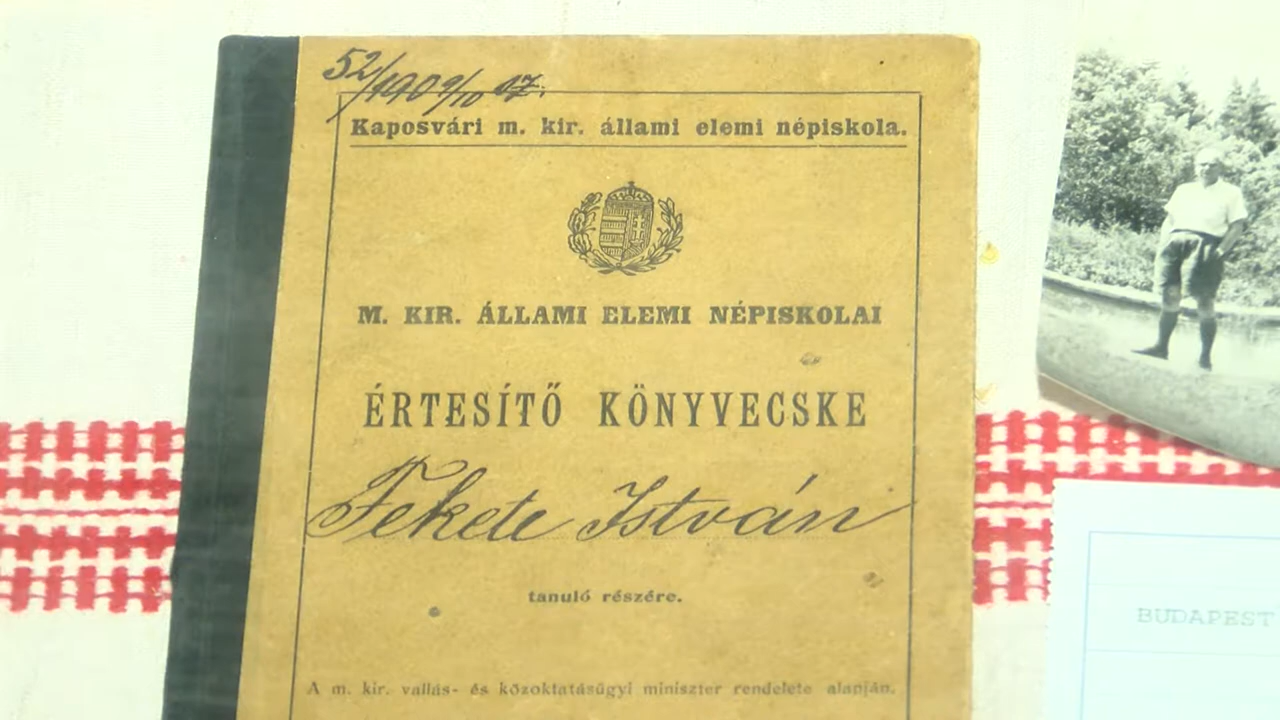 52/1909/10 17.
Kaposvári m. kir. állami elemi népiskola.
M. KIR. ÁLLAMI ELEMI NÉPISKOLAI
ÉRTESÍTŐ KÖNYVECSKE
Fekete István
tanuló részére.
A m. kir. vallás- és közoktatásügyi miniszter rendelete alapján.
BUDAPEST